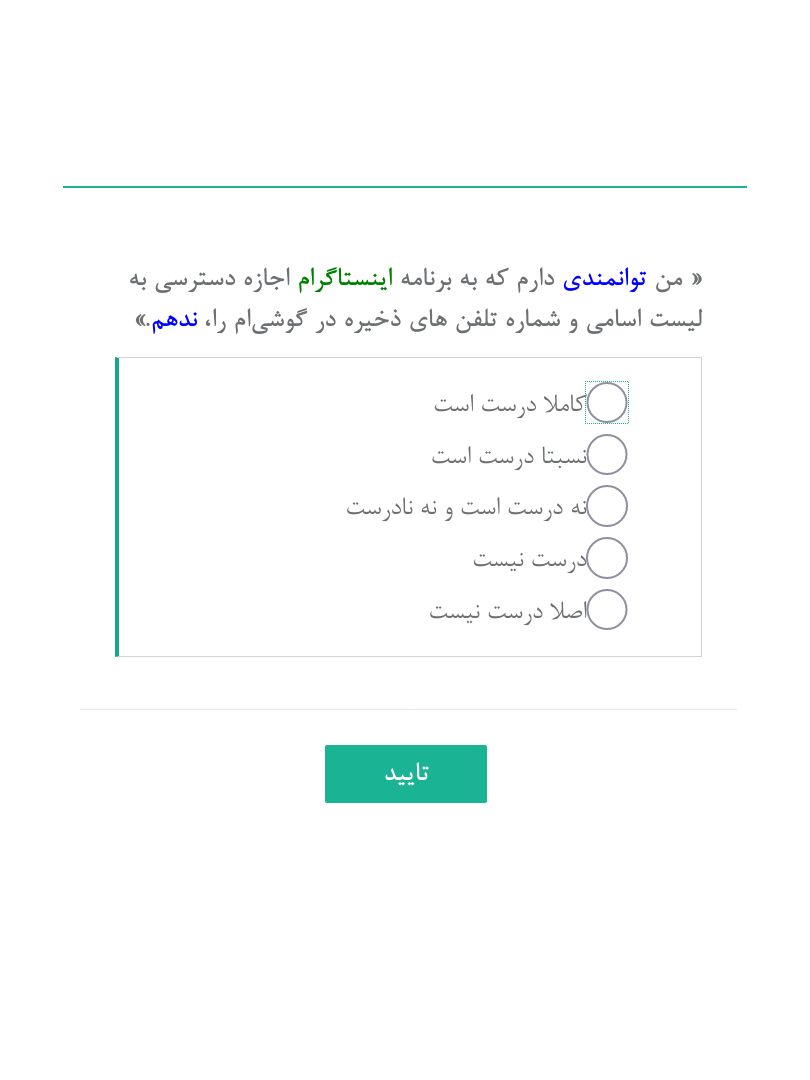 « من توانمندی دارم که به برنامه اینستاگرام اجازه دسترسی به
لیست اسامی و شماره تلفن های ذخیره در گوشی‌ام را، ندهم.»
کاملا درست است
نسبتا درست است
نه درست است و نه نادرست
درست نیست
اصلا درست نیست
تایید